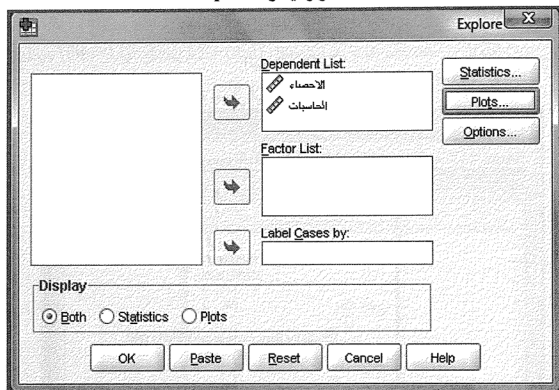 Explore
Dependent List:
الاحصاء
الحاسبات
Statistics...
Plots...
Options...
Factor List:
Label Cases by:
Display
Both
Statistics
Plots
OK
Paste
Reset
Cancel
Help